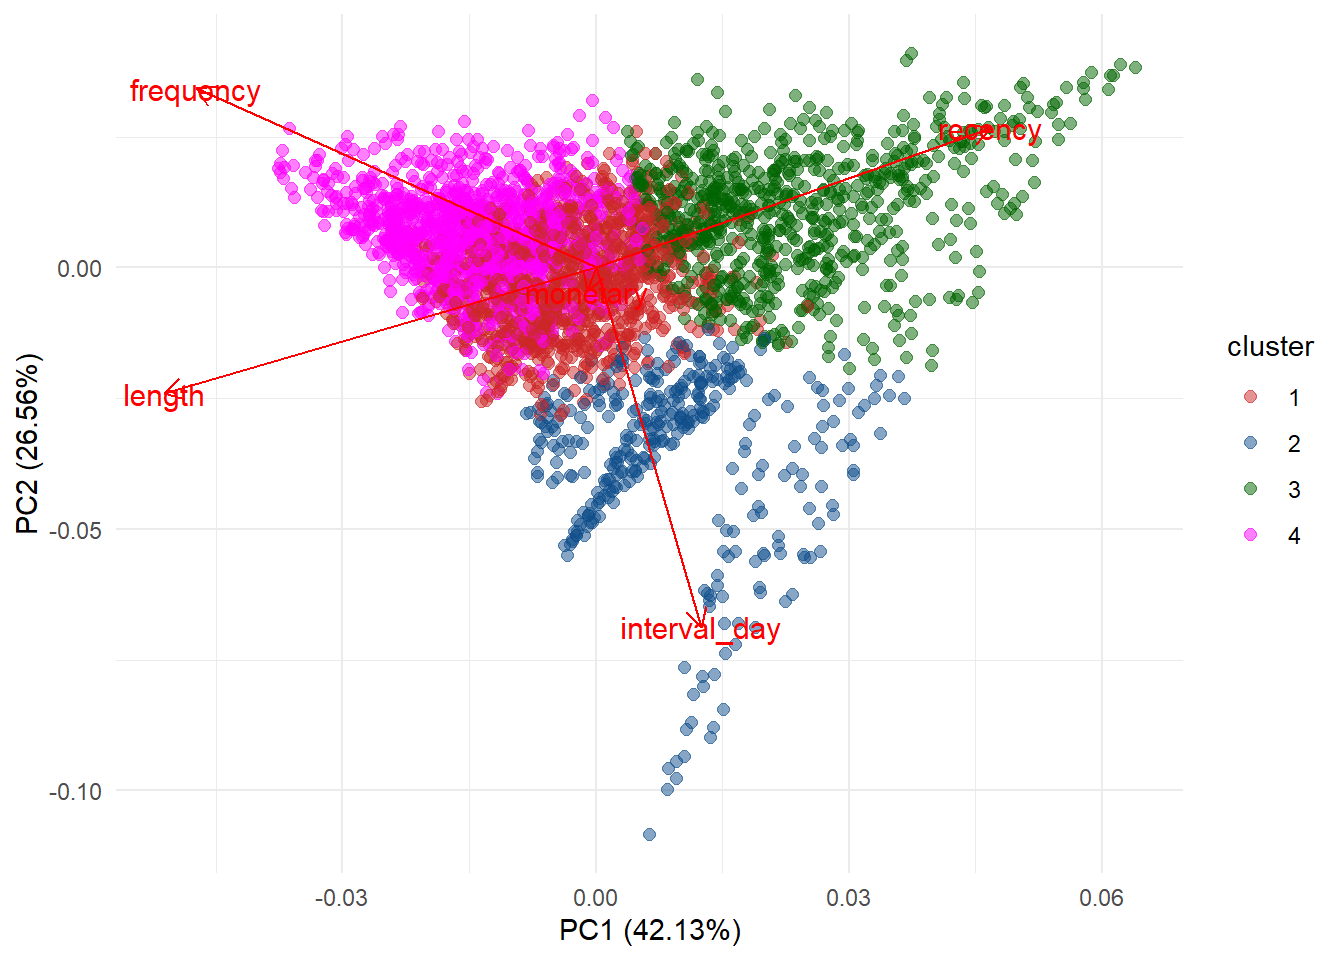 frequency
recency
0.00
monetary
length
cluster
1
2
3
4
PC2 (26.56%)
-0.05
interval_day
-0.10
-0.03
0.00
0.03
0.06
PC1 (42.13%)